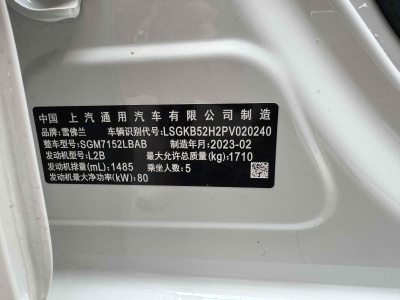 中国 上汽通用汽车有限公司制造
品牌:雪佛兰 车辆识别代号:LSGKB52H2PV020240
整车型号:SGM7152LBAB 制造年月:2023-02
发动机型号:L2B 最大允许总质量(kg):1710
发动机排量(mL):1485 乘坐人数:5
发动机最大净功率(kW):80